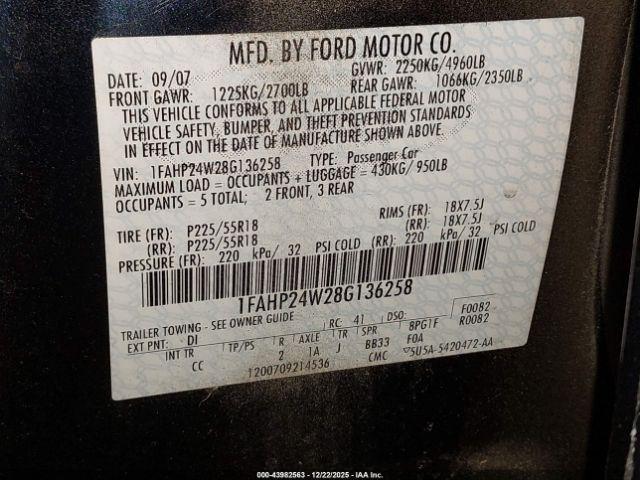 MFD. BY FORD MOTOR CO.
DATE: 09/07 GVWR: 2250KG/4960LB
FRONT GAWR: 1225KG/2700LB REAR GAWR: 1066KG/2350LB
THIS VEHICLE CONFORMS TO ALL APPLICABLE FEDERAL MOTOR
VEHICLE SAFETY, BUMPER, AND THEFT PREVENTION STANDARDS
IN EFFECT ON THE DATE OF MANUFACTURE SHOWN ABOVE.
VIN: 1FAHP24W28G136258 TYPE: Passenger Car
MAXIMUM LOAD = OCCUPANTS + LUGGAGE = 430KG/ 950LB
OCCUPANTS = 5 TOTAL; 2 FRONT, 3 REAR
TIRE (FR): P225/55R18 RIMS (FR): 18X7.5J
(RR): P225/55R18 (RR): 18X7.5J
PRESSURE (FR): 220 kPa/ 32 PSI COLD (RR): 220 kPa/ 32 PSI COLD
1FAHP24W28G136258
TRAILER TOWING - SEE OWNER GUIDE
EXT PNT: DI RC: 41 DSO: F0082
INT TR TP/PS R AXLE TR SPR 8PG1F R0082
CC 2 1A J BB33 F0A
1200709214536 CMC 5U5A-5420472-AA
000-43982563 - 12/22/2025 - IAA Inc.